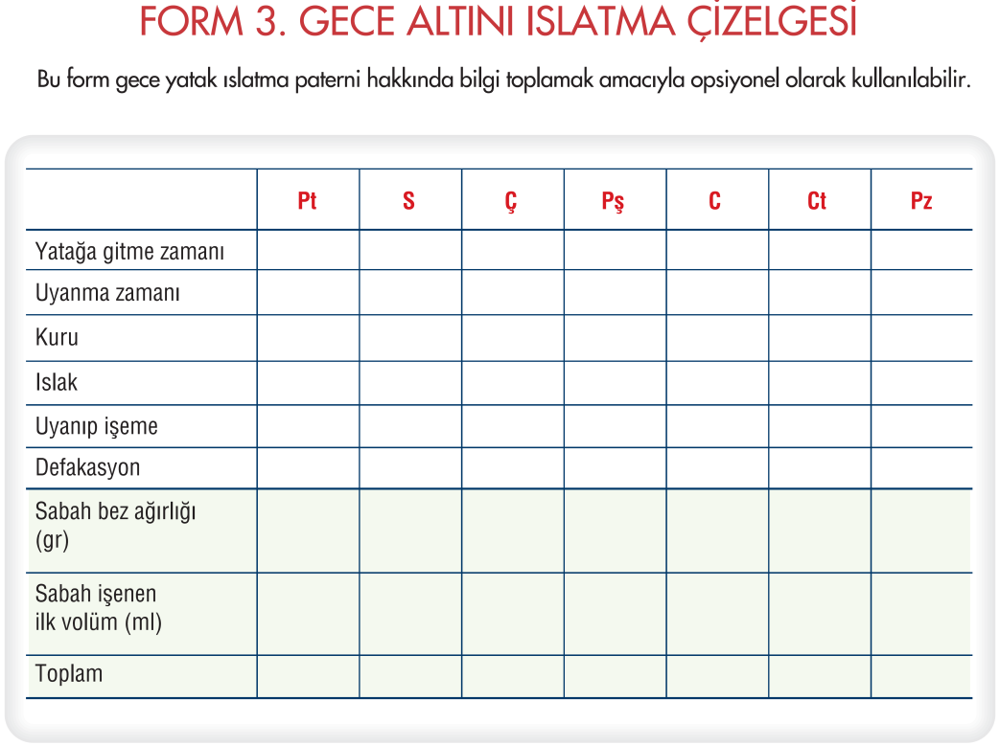 FORM 3. GECE ALTINI ISLATMA ÇİZELGESİ
Bu form gece yatak ıslatma paterni hakkında bilgi toplamak amacıyla opsiyonel olarak kullanılabilir.
Pt S Ç Pş C Ct Pz
Yatağa gitme zamanı
Uyanma zamanı
Kuru
Islak
Uyanıp işeme
Defakasyon
Sabah bez ağırlığı
(gr)
Sabah işenen
ilk volüm (ml)
Toplam